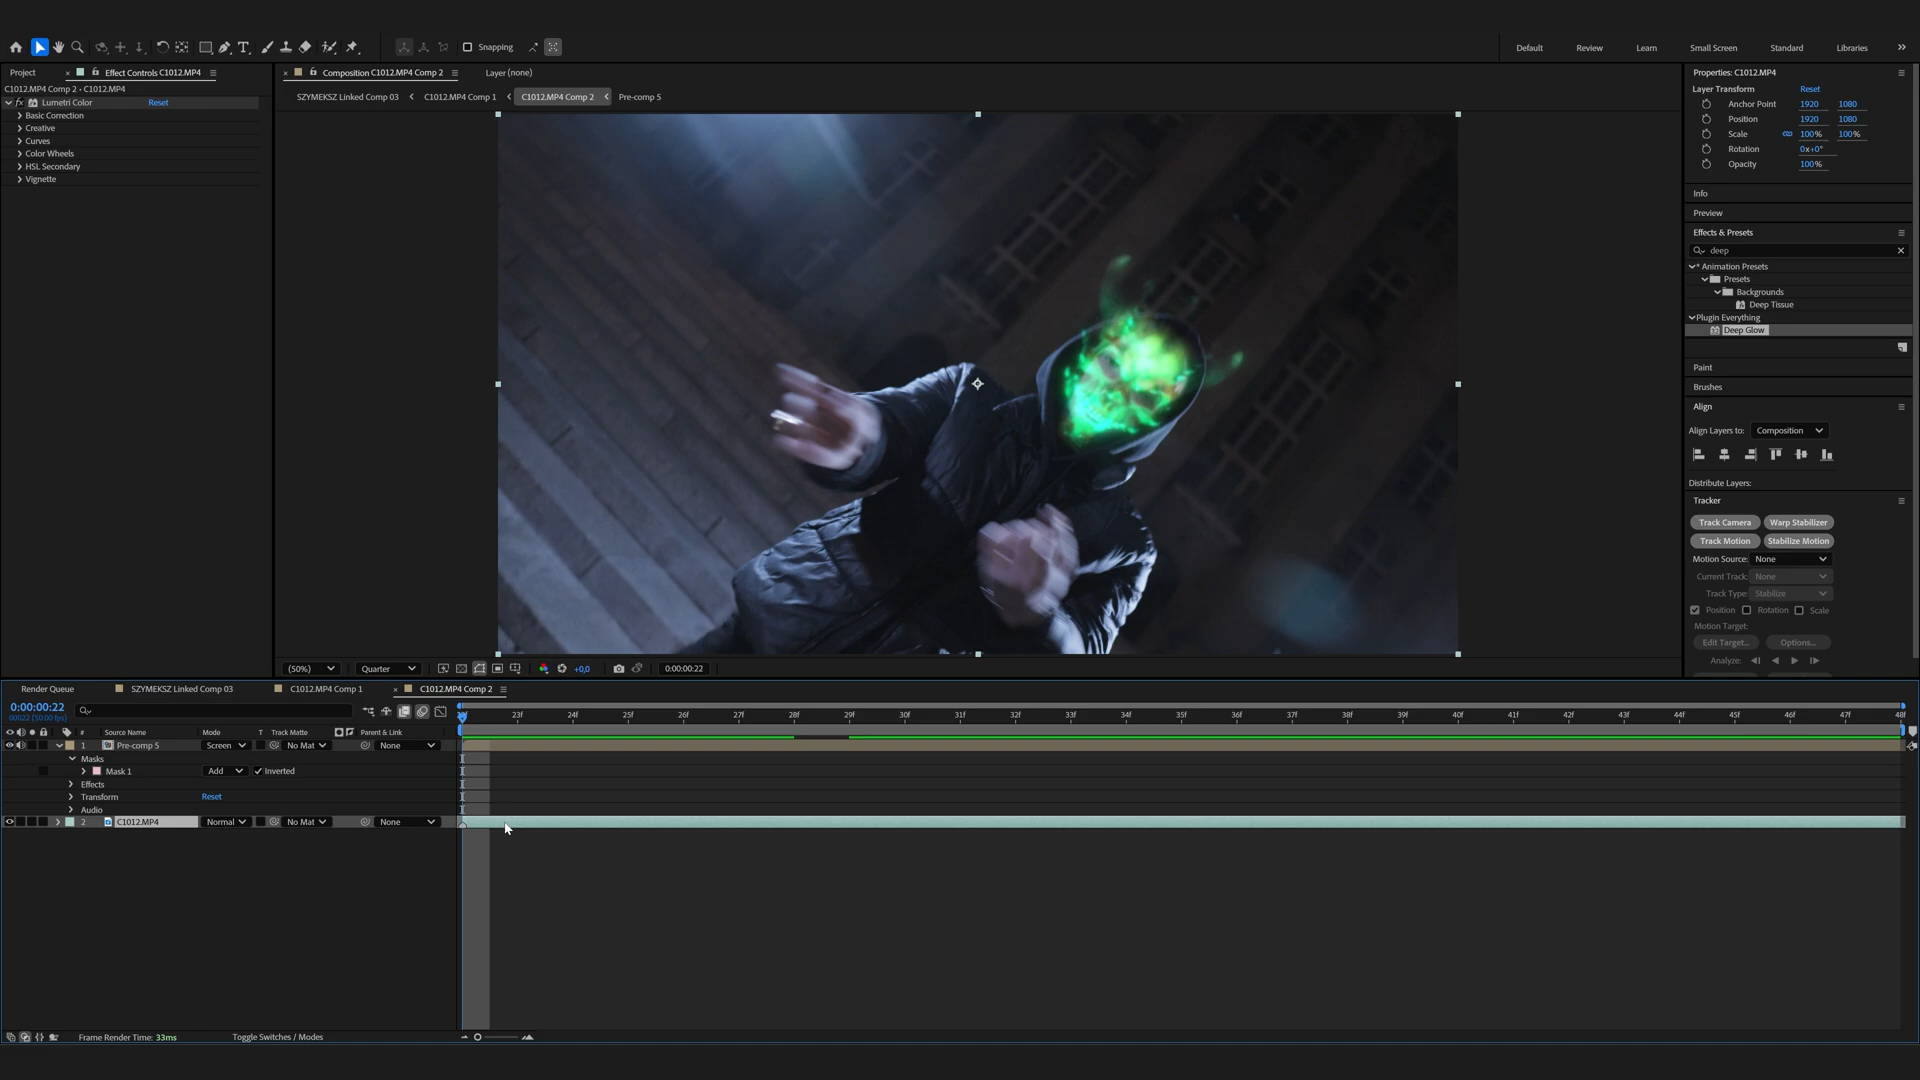 Snapping
Default Review Learn Small Screen Standard Libraries
Project Effect Controls C1012.MP4
C1012.MP4 Comp 2 • C1012.MP4
fx Lumetri Color Reset
Basic Correction
Creative
Curves
Color Wheels
HSL Secondary
Vignette
Composition C1012.MP4 Comp 2 Layer (none)
SZYMEKSZ Linked Comp 03 C1012.MP4 Comp 1 C1012.MP4 Comp 2 Pre-comp 5
(50%) Quarter +0,0 0:00:00:22
Properties: C1012.MP4
Layer Transform Reset
Anchor Point 1920 1080
Position 1920 1080
Scale 100% 100%
Rotation 0x+0°
Opacity 100%
Info
Preview
Effects & Presets
deep
* Animation Presets
Presets
Backgrounds
Deep Tissue
Plugin Everything
Deep Glow
Paint
Brushes
Align
Align Layers to: Composition
Distribute Layers:
Tracker
Track Camera Warp Stabilizer
Track Motion Stabilize Motion
Motion Source: None
Current Track: None
Track Type: Stabilize
Position Rotation Scale
Motion Target:
Edit Target... Options...
Analyze:
Render Queue SZYMEKSZ Linked Comp 03 C1012.MP4 Comp 1 C1012.MP4 Comp 2
0:00:00:22
00022 (50.00 fps)
23f 24f 25f 26f 27f 28f 29f 30f 31f 32f 33f 34f 35f 36f 37f 38f 39f 40f 41f 42f 43f 44f 45f 46f 47f 48f
# Source Name Mode T Track Matte Parent & Link
1 Pre-comp 5 Screen No Mat None
Masks
Mask 1 Add Inverted
Effects
Transform Reset
Audio
2 C1012.MP4 Normal No Mat None
Frame Render Time: 33ms Toggle Switches / Modes